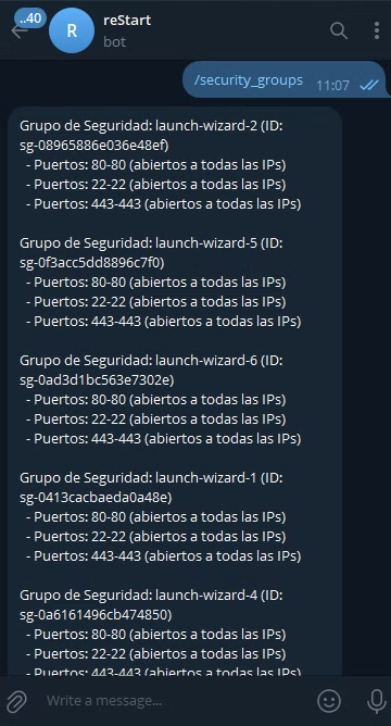 ..40
R
reStart
bot
/security_groups 11:07
Grupo de Seguridad: launch-wizard-2 (ID:
sg-08965886e036e48ef)
- Puertos: 80-80 (abiertos a todas las IPs)
- Puertos: 22-22 (abiertos a todas las IPs)
- Puertos: 443-443 (abiertos a todas las IPs)
Grupo de Seguridad: launch-wizard-5 (ID:
sg-0f3acc5dd8896c7f0)
- Puertos: 80-80 (abiertos a todas las IPs)
- Puertos: 22-22 (abiertos a todas las IPs)
- Puertos: 443-443 (abiertos a todas las IPs)
Grupo de Seguridad: launch-wizard-6 (ID:
sg-0ad3d1bc563e7302e)
- Puertos: 80-80 (abiertos a todas las IPs)
- Puertos: 22-22 (abiertos a todas las IPs)
- Puertos: 443-443 (abiertos a todas las IPs)
Grupo de Seguridad: launch-wizard-1 (ID:
sg-0413cacbaeda0a48e)
- Puertos: 80-80 (abiertos a todas las IPs)
- Puertos: 22-22 (abiertos a todas las IPs)
- Puertos: 443-443 (abiertos a todas las IPs)
Grupo de Seguridad: launch-wizard-4 (ID:
sg-0a6161496cb474850)
- Puertos: 80-80 (abiertos a todas las IPs)
- Puertos: 22-22 (abiertos a todas las IPs)
- Puertos: 443-443 (abiertos a todas las IPs)
Write a message...